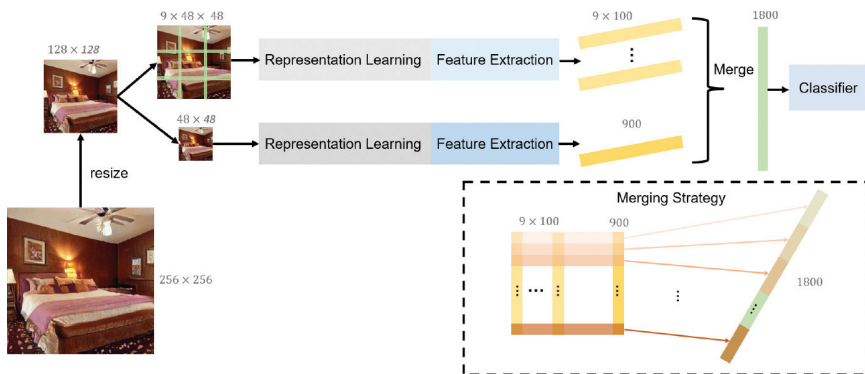 9 × 48 × 48
9 × 100
1800
128 × 128
Representation Learning
Feature Extraction
Merge
Classifier
48 × 48
900
Representation Learning
Feature Extraction
resize
256 × 256
Merging Strategy
9 × 100
900
1800